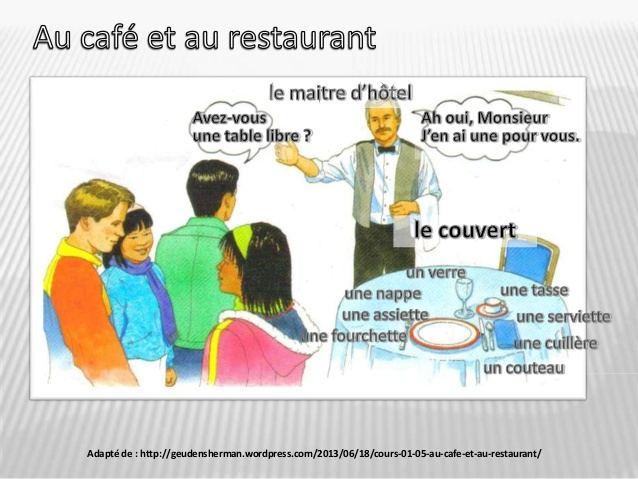 Au café et au restaurant
le maitre d’hôtel
Avez-vous
une table libre ?
Ah oui, Monsieur
J’en ai une pour vous.
le couvert
un verre
une nappe
une tasse
une assiette
une serviette
une fourchette
une cuillère
un couteau
Adapté de : http://geudensherman.wordpress.com/2013/06/18/cours-01-05-au-cafe-et-au-restaurant/